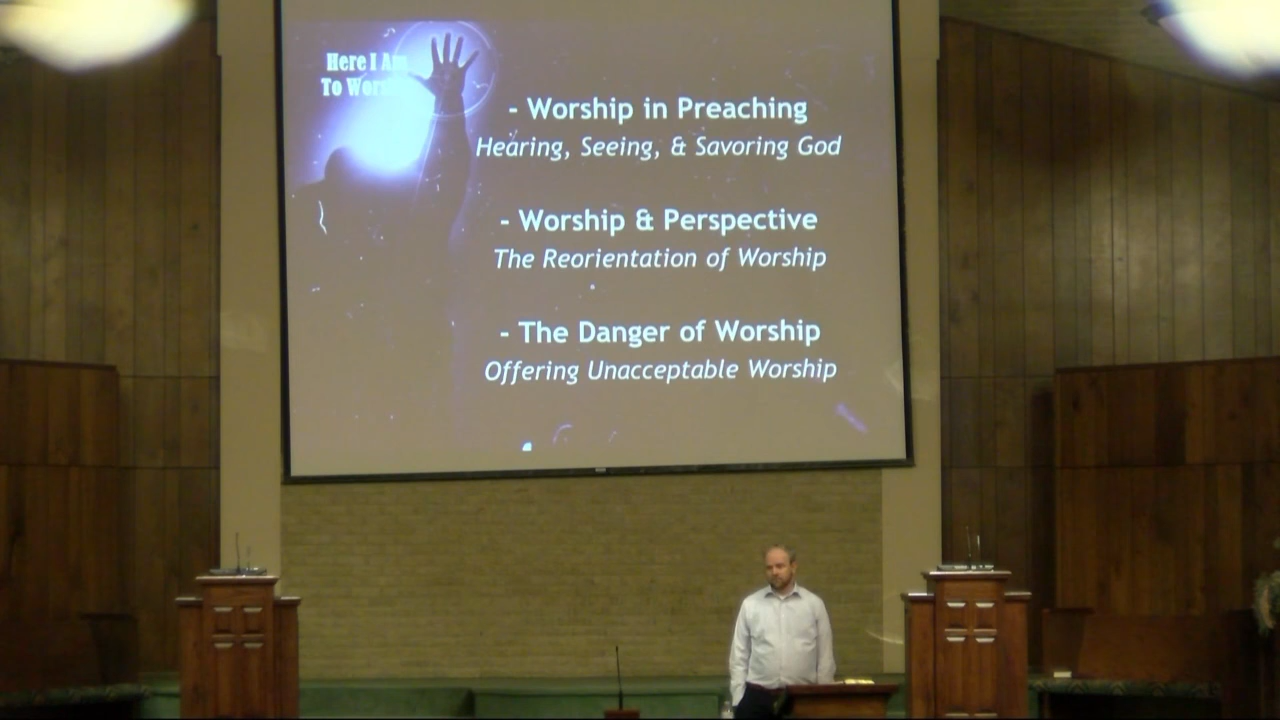 Here I Am
To Wors
- Worship in Preaching
Hearing, Seeing, & Savoring God
- Worship & Perspective
The Reorientation of Worship
- The Danger of Worship
Offering Unacceptable Worship